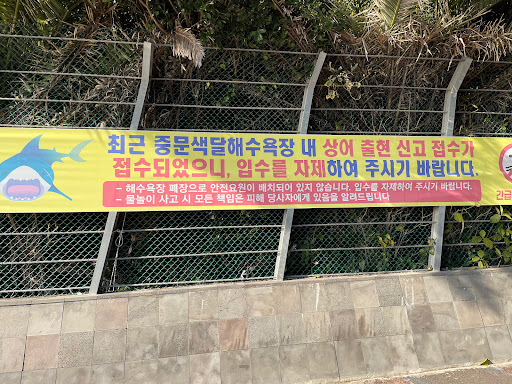 최근 중문색달해수욕장 내 상어 출현 신고 접수가
접수되었으니, 입수를 자제하여 주시기 바랍니다.
- 해수욕장 폐장으로 안전요원이 배치되어 있지 않습니다. 입수를 자제하여 주시기 바랍니다.
- 물놀이 사고 시 모든 책임은 피해 당사자에게 있음을 알려드립니다
긴급